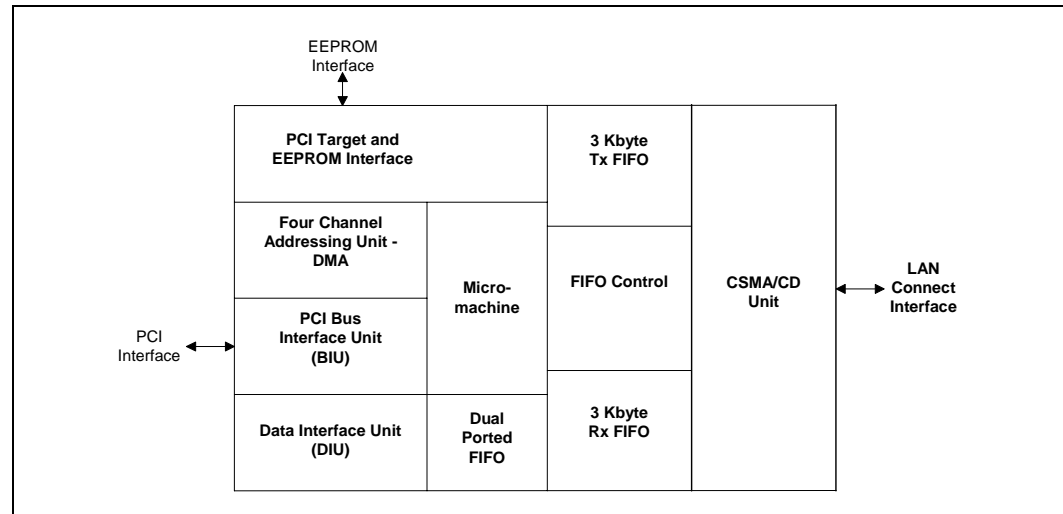 EEPROM
Interface
PCI Target and
EEPROM Interface
3 Kbyte
Tx FIFO
Four Channel
Addressing Unit -
DMA
Micro-
machine
FIFO Control
CSMA/CD
Unit
LAN
Connect
Interface
PCI Bus
Interface Unit
(BIU)
PCI
Interface
Data Interface Unit
(DIU)
Dual
Ported
FIFO
3 Kbyte
Rx FIFO